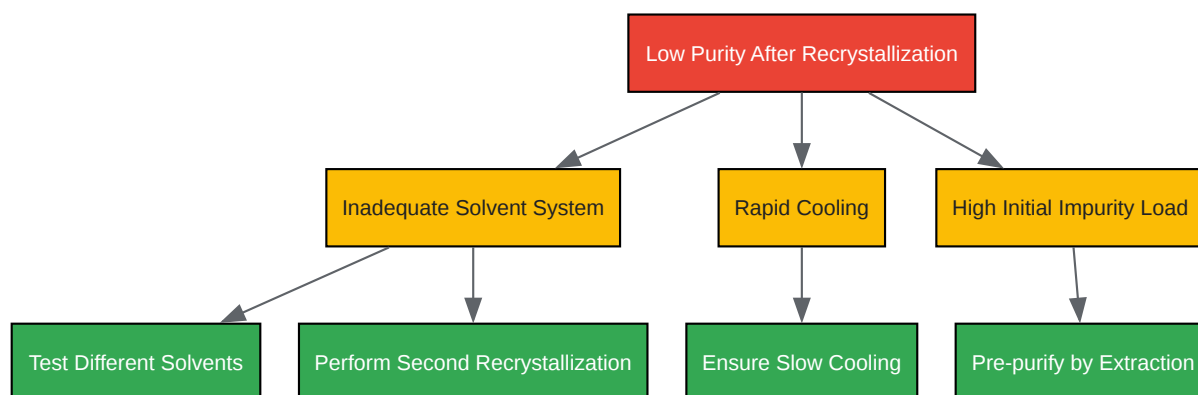 Low Purity After Recrystallization
Inadequate Solvent System
Rapid Cooling
High Initial Impurity Load
Test Different Solvents
Perform Second Recrystallization
Ensure Slow Cooling
Pre-purify by Extraction